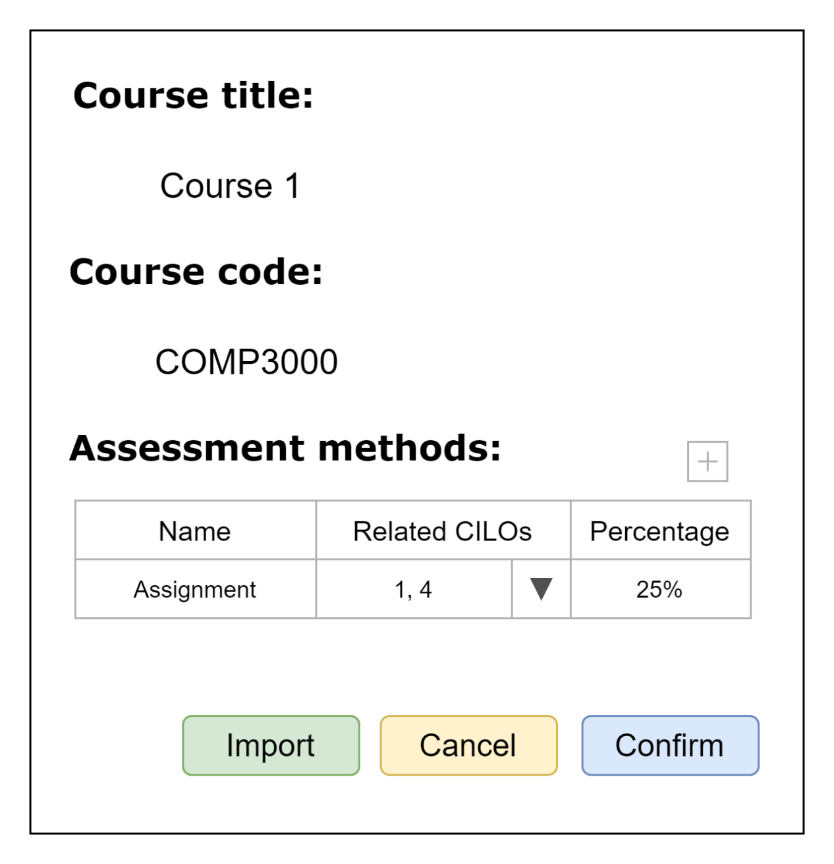 Course title:
Course 1
Course code:
COMP3000
Assessment methods:
Name Related CILOs Percentage
Assignment 1, 4 25%
Import Cancel Confirm